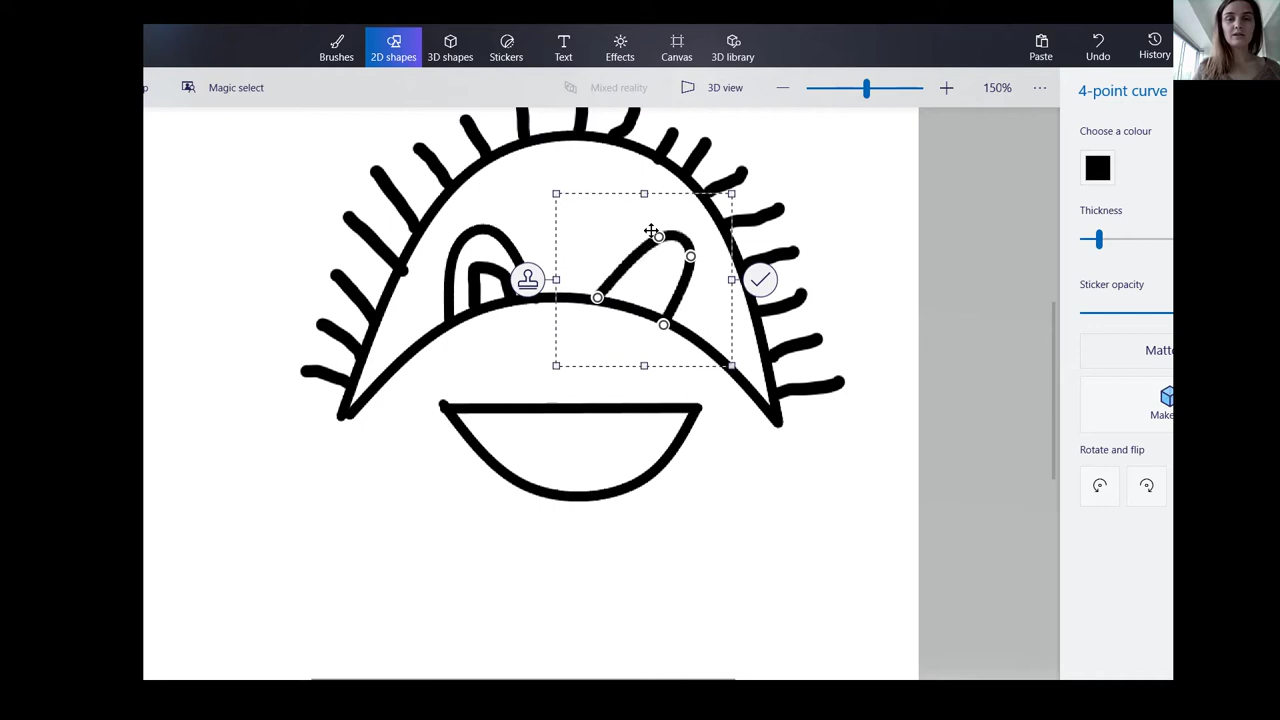 Brushes
2D shapes
3D shapes
Stickers
Text
Effects
Canvas
3D library
Paste
Undo
History
Magic select
Mixed reality
3D view
150%
4-point curve
Choose a colour
Thickness
Sticker opacity
Matte
Make
Rotate and flip